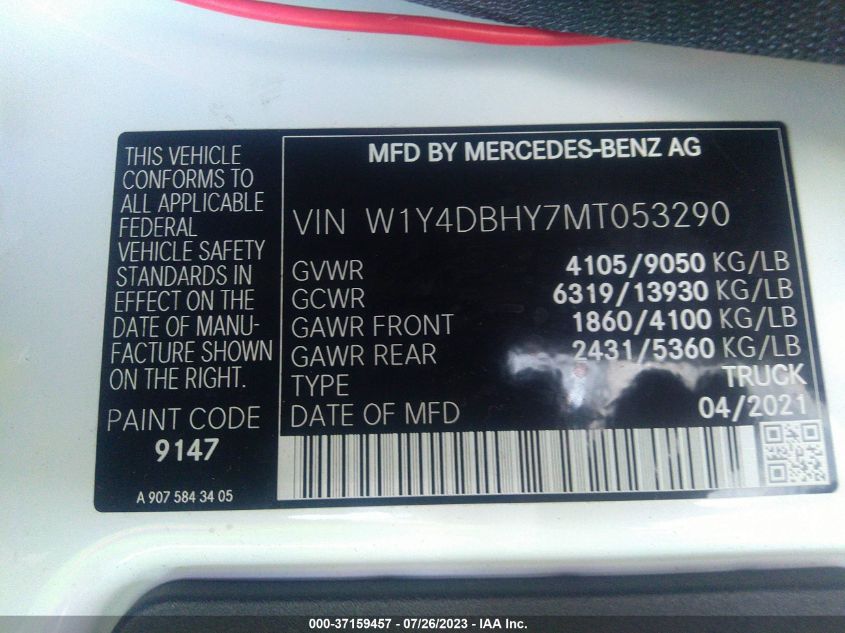 THIS VEHICLE
CONFORMS TO
ALL APPLICABLE
FEDERAL
VEHICLE SAFETY
STANDARDS IN
EFFECT ON THE
DATE OF MANU-
FACTURE SHOWN
ON THE RIGHT.
PAINT CODE
9147
A 907 584 34 05
MFD BY MERCEDES-BENZ AG
VIN W1Y4DBHY7MT053290
GVWR 4105/9050 KG/LB
GCWR 6319/13930 KG/LB
GAWR FRONT 1860/4100 KG/LB
GAWR REAR 2431/5360 KG/LB
TYPE TRUCK
DATE OF MFD 04/2021
000-37159457 - 07/26/2023 - IAA Inc.